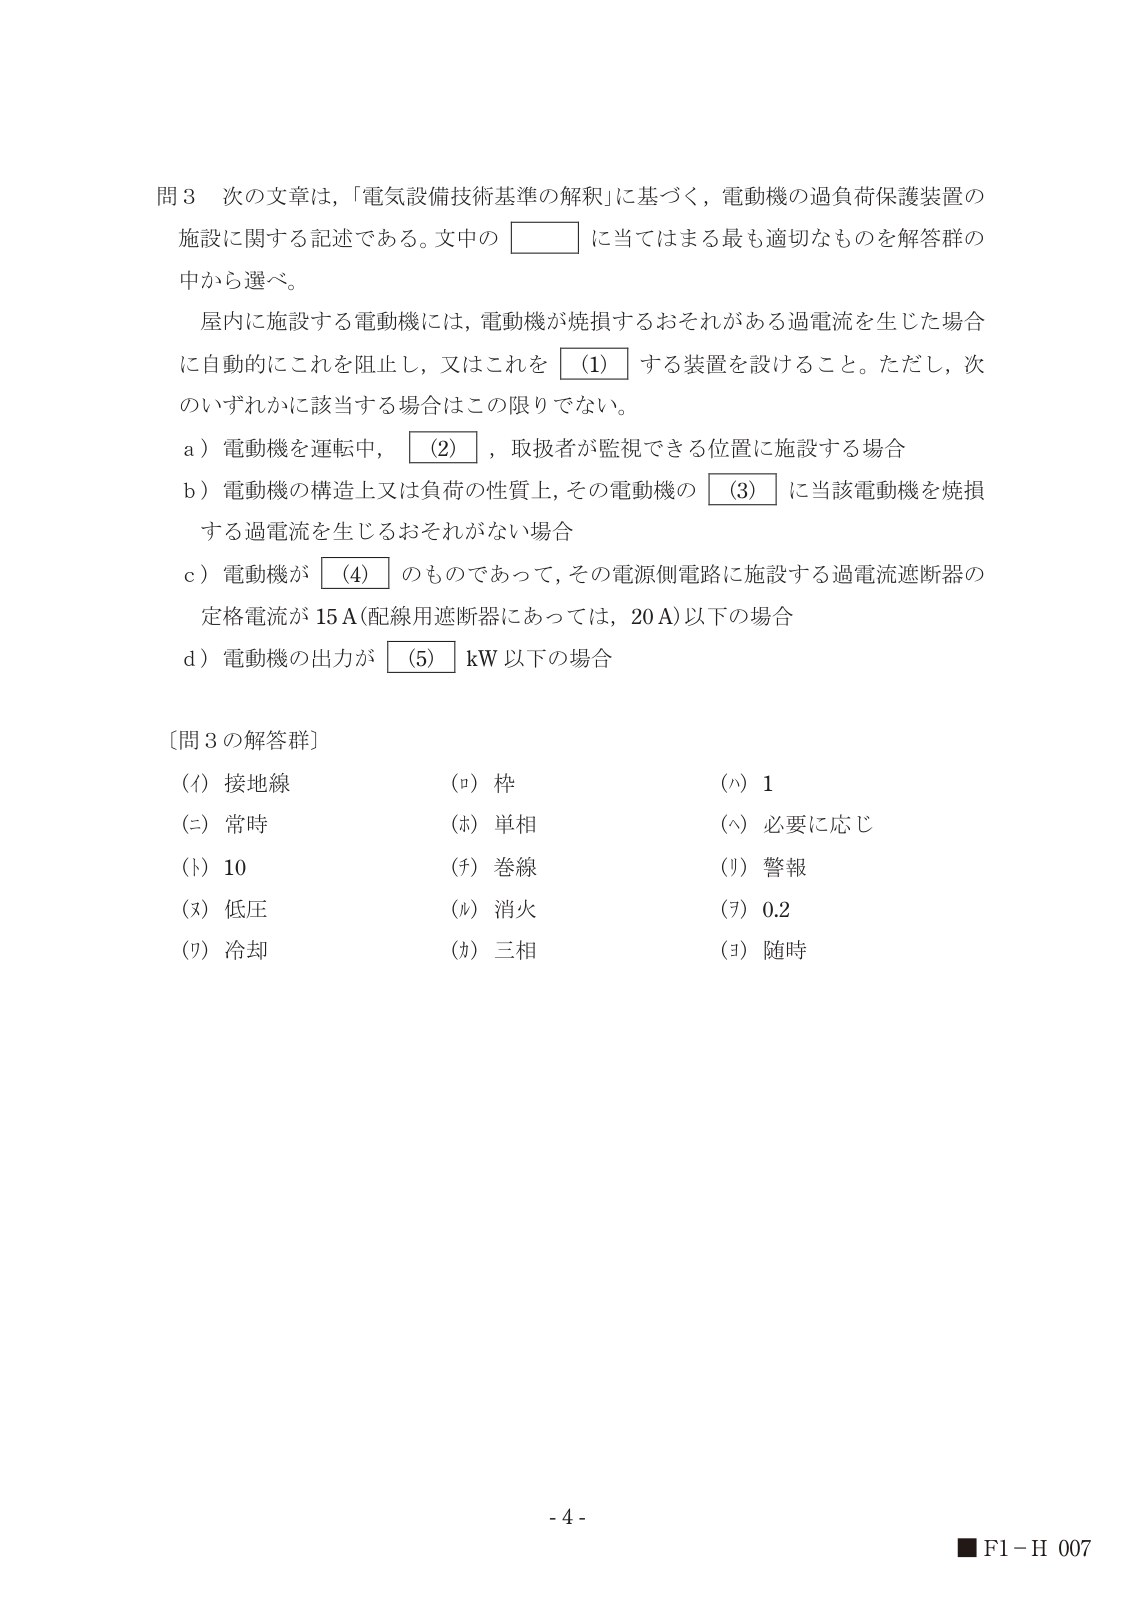 問３　次の文章は，「電気設備技術基準の解釈」に基づく，電動機の過負荷保護装置の
施設に関する記述である。文中の　　　に当てはまる最も適切なものを解答群の
中から選べ。
屋内に施設する電動機には，電動機が焼損するおそれがある過電流を生じた場合
に自動的にこれを阻止し，又はこれを (1) する装置を設けること。ただし，次
のいずれかに該当する場合はこの限りでない。
a）電動機を運転中， (2) ，取扱者が監視できる位置に施設する場合
b）電動機の構造上又は負荷の性質上，その電動機の (3) に当該電動機を焼損
する過電流を生じるおそれがない場合
c）電動機が (4) のものであって，その電源側電路に施設する過電流遮断器の
定格電流が 15 A（配線用遮断器にあっては，20 A）以下の場合
d）電動機の出力が (5) kW 以下の場合
〔問３の解答群〕
(ｲ) 接地線　(ﾛ) 枠　(ﾊ) 1
(ﾆ) 常時　(ﾎ) 単相　(ﾍ) 必要に応じ
(ﾄ) 10　(ﾁ) 巻線　(ﾘ) 警報
(ﾇ) 低圧　(ﾙ) 消火　(ｦ) 0.2
(ﾜ) 冷却　(ｶ) 三相　(ﾖ) 随時
- 4 -
■ F1－H 007